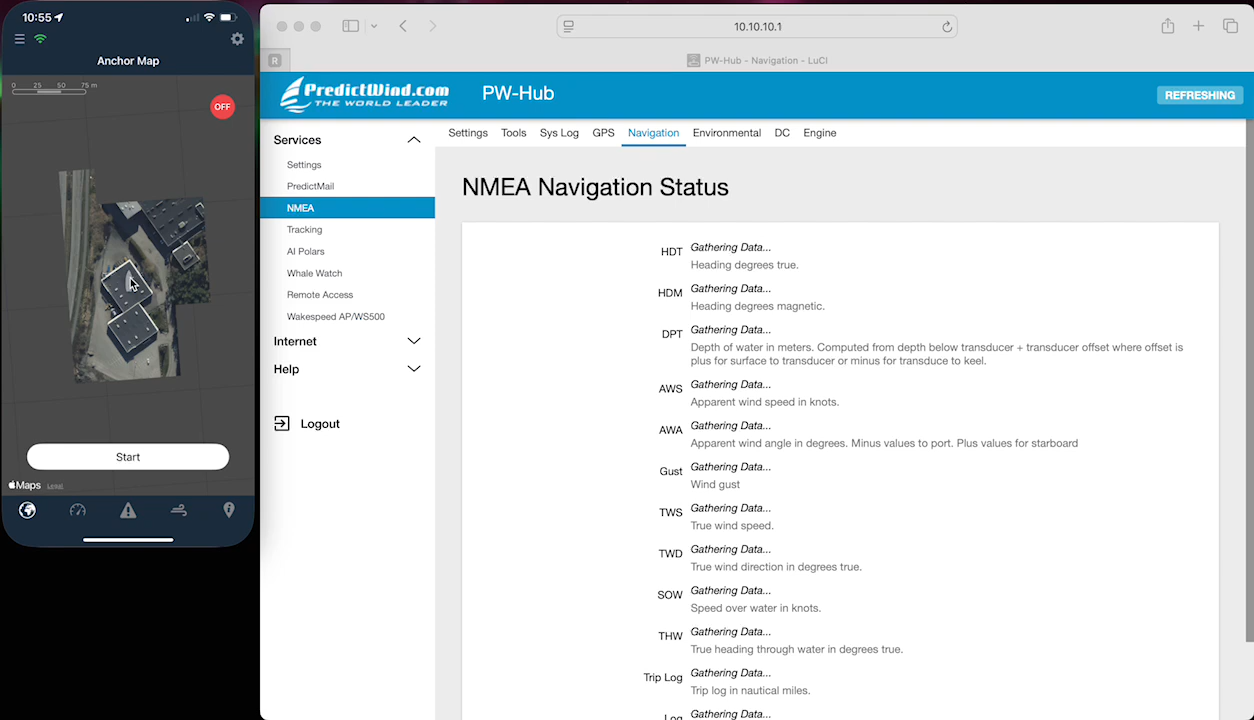 10:55
Anchor Map
0 25 50 75 m
OFF
Start
Maps Legal
10.10.10.1
R
PW-Hub - Navigation - LuCI
PredictWind.com
THE WORLD LEADER
PW-Hub
REFRESHING
Services
Settings
PredictMail
NMEA
Tracking
AI Polars
Whale Watch
Remote Access
Wakespeed AP/WS500
Internet
Help
Logout
Settings Tools Sys Log GPS Navigation Environmental DC Engine
NMEA Navigation Status
HDT Gathering Data...
Heading degrees true.
HDM Gathering Data...
Heading degrees magnetic.
DPT Gathering Data...
Depth of water in meters. Computed from depth below transducer + transducer offset where offset is
plus for surface to transducer or minus for transduce to keel.
AWS Gathering Data...
Apparent wind speed in knots.
AWA Gathering Data...
Apparent wind angle in degrees. Minus values to port. Plus values for starboard
Gust Gathering Data...
Wind gust
TWS Gathering Data...
True wind speed.
TWD Gathering Data...
True wind direction in degrees true.
SOW Gathering Data...
Speed over water in knots.
THW Gathering Data...
True heading through water in degrees true.
Trip Log Gathering Data...
Trip log in nautical miles.
Log Gathering Data...